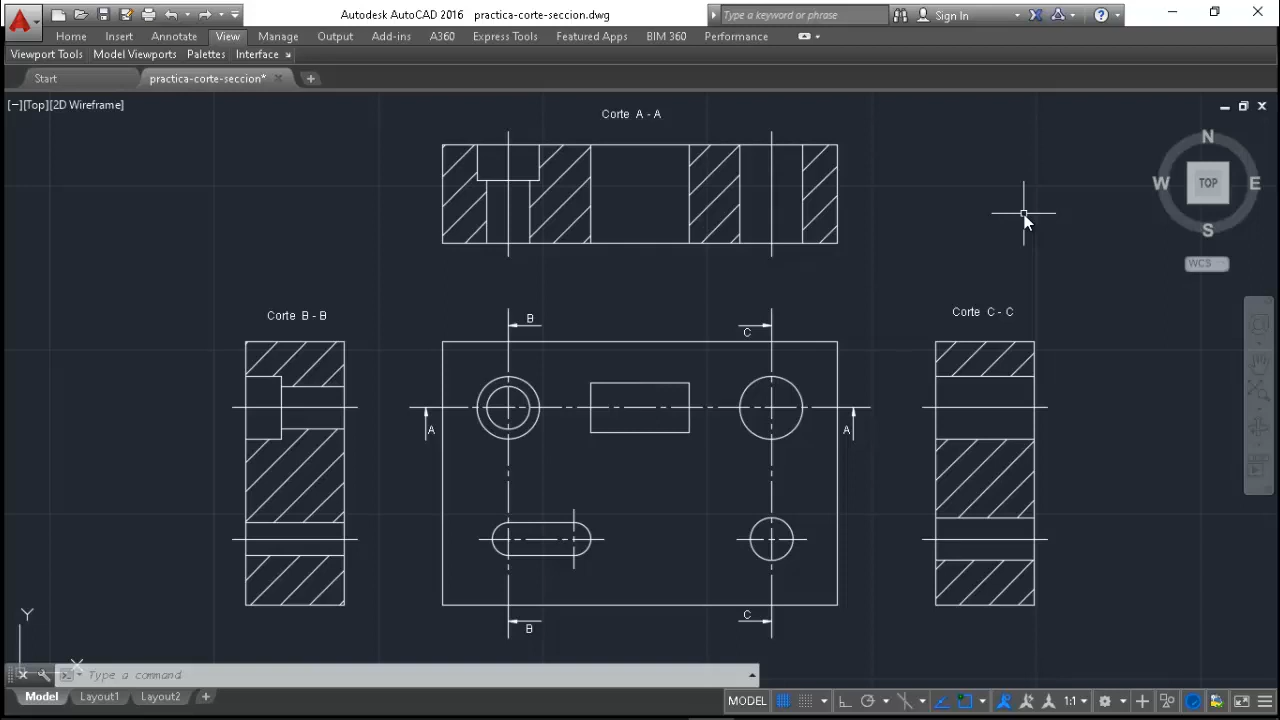 Autodesk AutoCAD 2016 practica-corte-seccion.dwg
Type a keyword or phrase
Sign In
Home Insert Annotate View Manage Output Add-ins A360 Express Tools Featured Apps BIM 360 Performance
Viewport Tools Model Viewports Palettes Interface
Start practica-corte-seccion*
[−][Top][2D Wireframe]
Corte A - A
N
W TOP E
S
WCS
Corte B - B
B
C
Corte C - C
A
A
B
C
Y
X
Type a command
Model Layout1 Layout2
MODEL 1:1